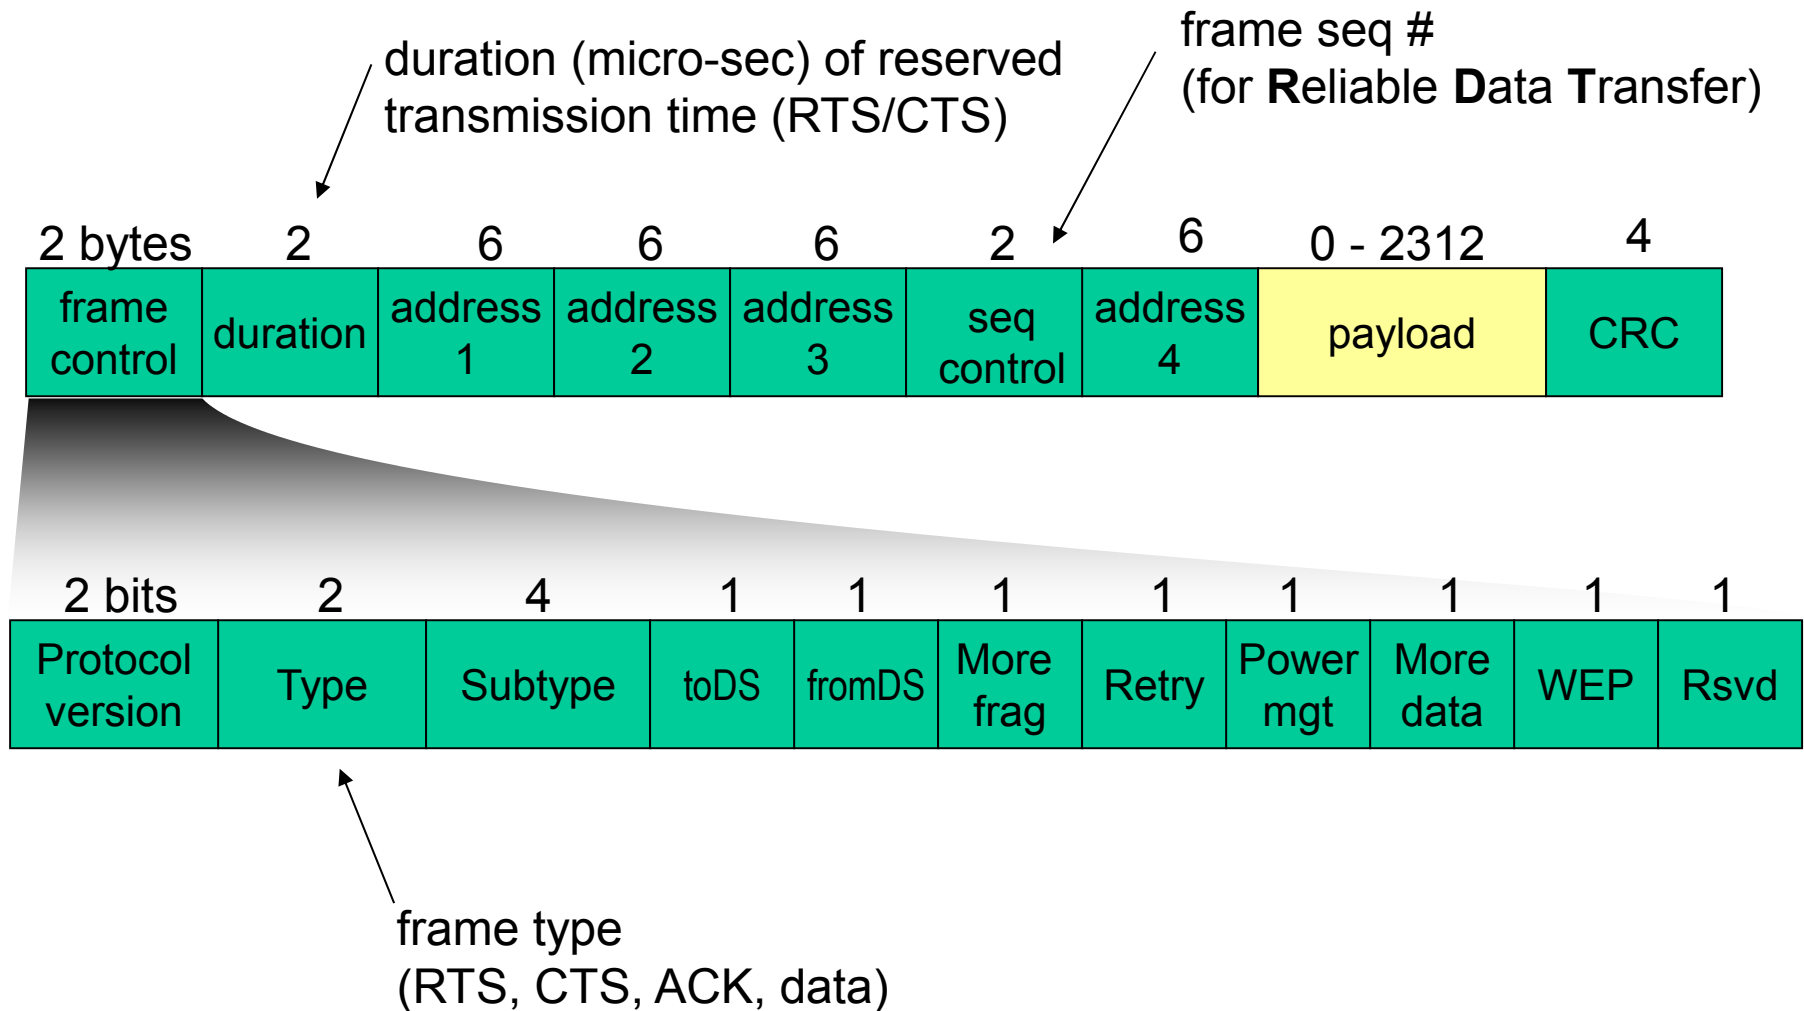 duration (micro-sec) of reserved
transmission time (RTS/CTS)
frame seq #
(for Reliable Data Transfer)
2 bytes 2 6 6 6 2 6 0 - 2312 4
frame
control
duration
address
1
address
2
address
3
seq
control
address
4
payload
CRC
2 bits 2 4 1 1 1 1 1 1 1 1
Protocol
version
Type
Subtype
toDS
fromDS
More
frag
Retry
Power
mgt
More
data
WEP
Rsvd
frame type
(RTS, CTS, ACK, data)